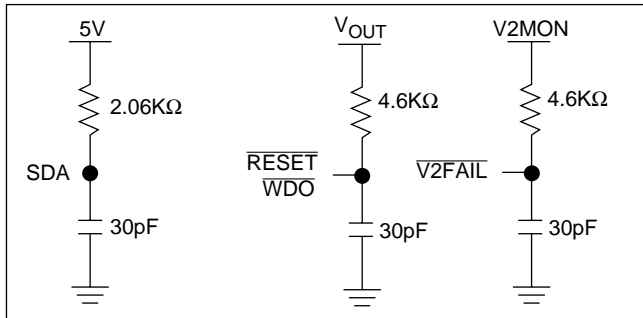 5V
2.06KΩ
SDA
30pF
VOUT
4.6KΩ
RESET
WDO
30pF
V2MON
4.6KΩ
V2FAIL
30pF